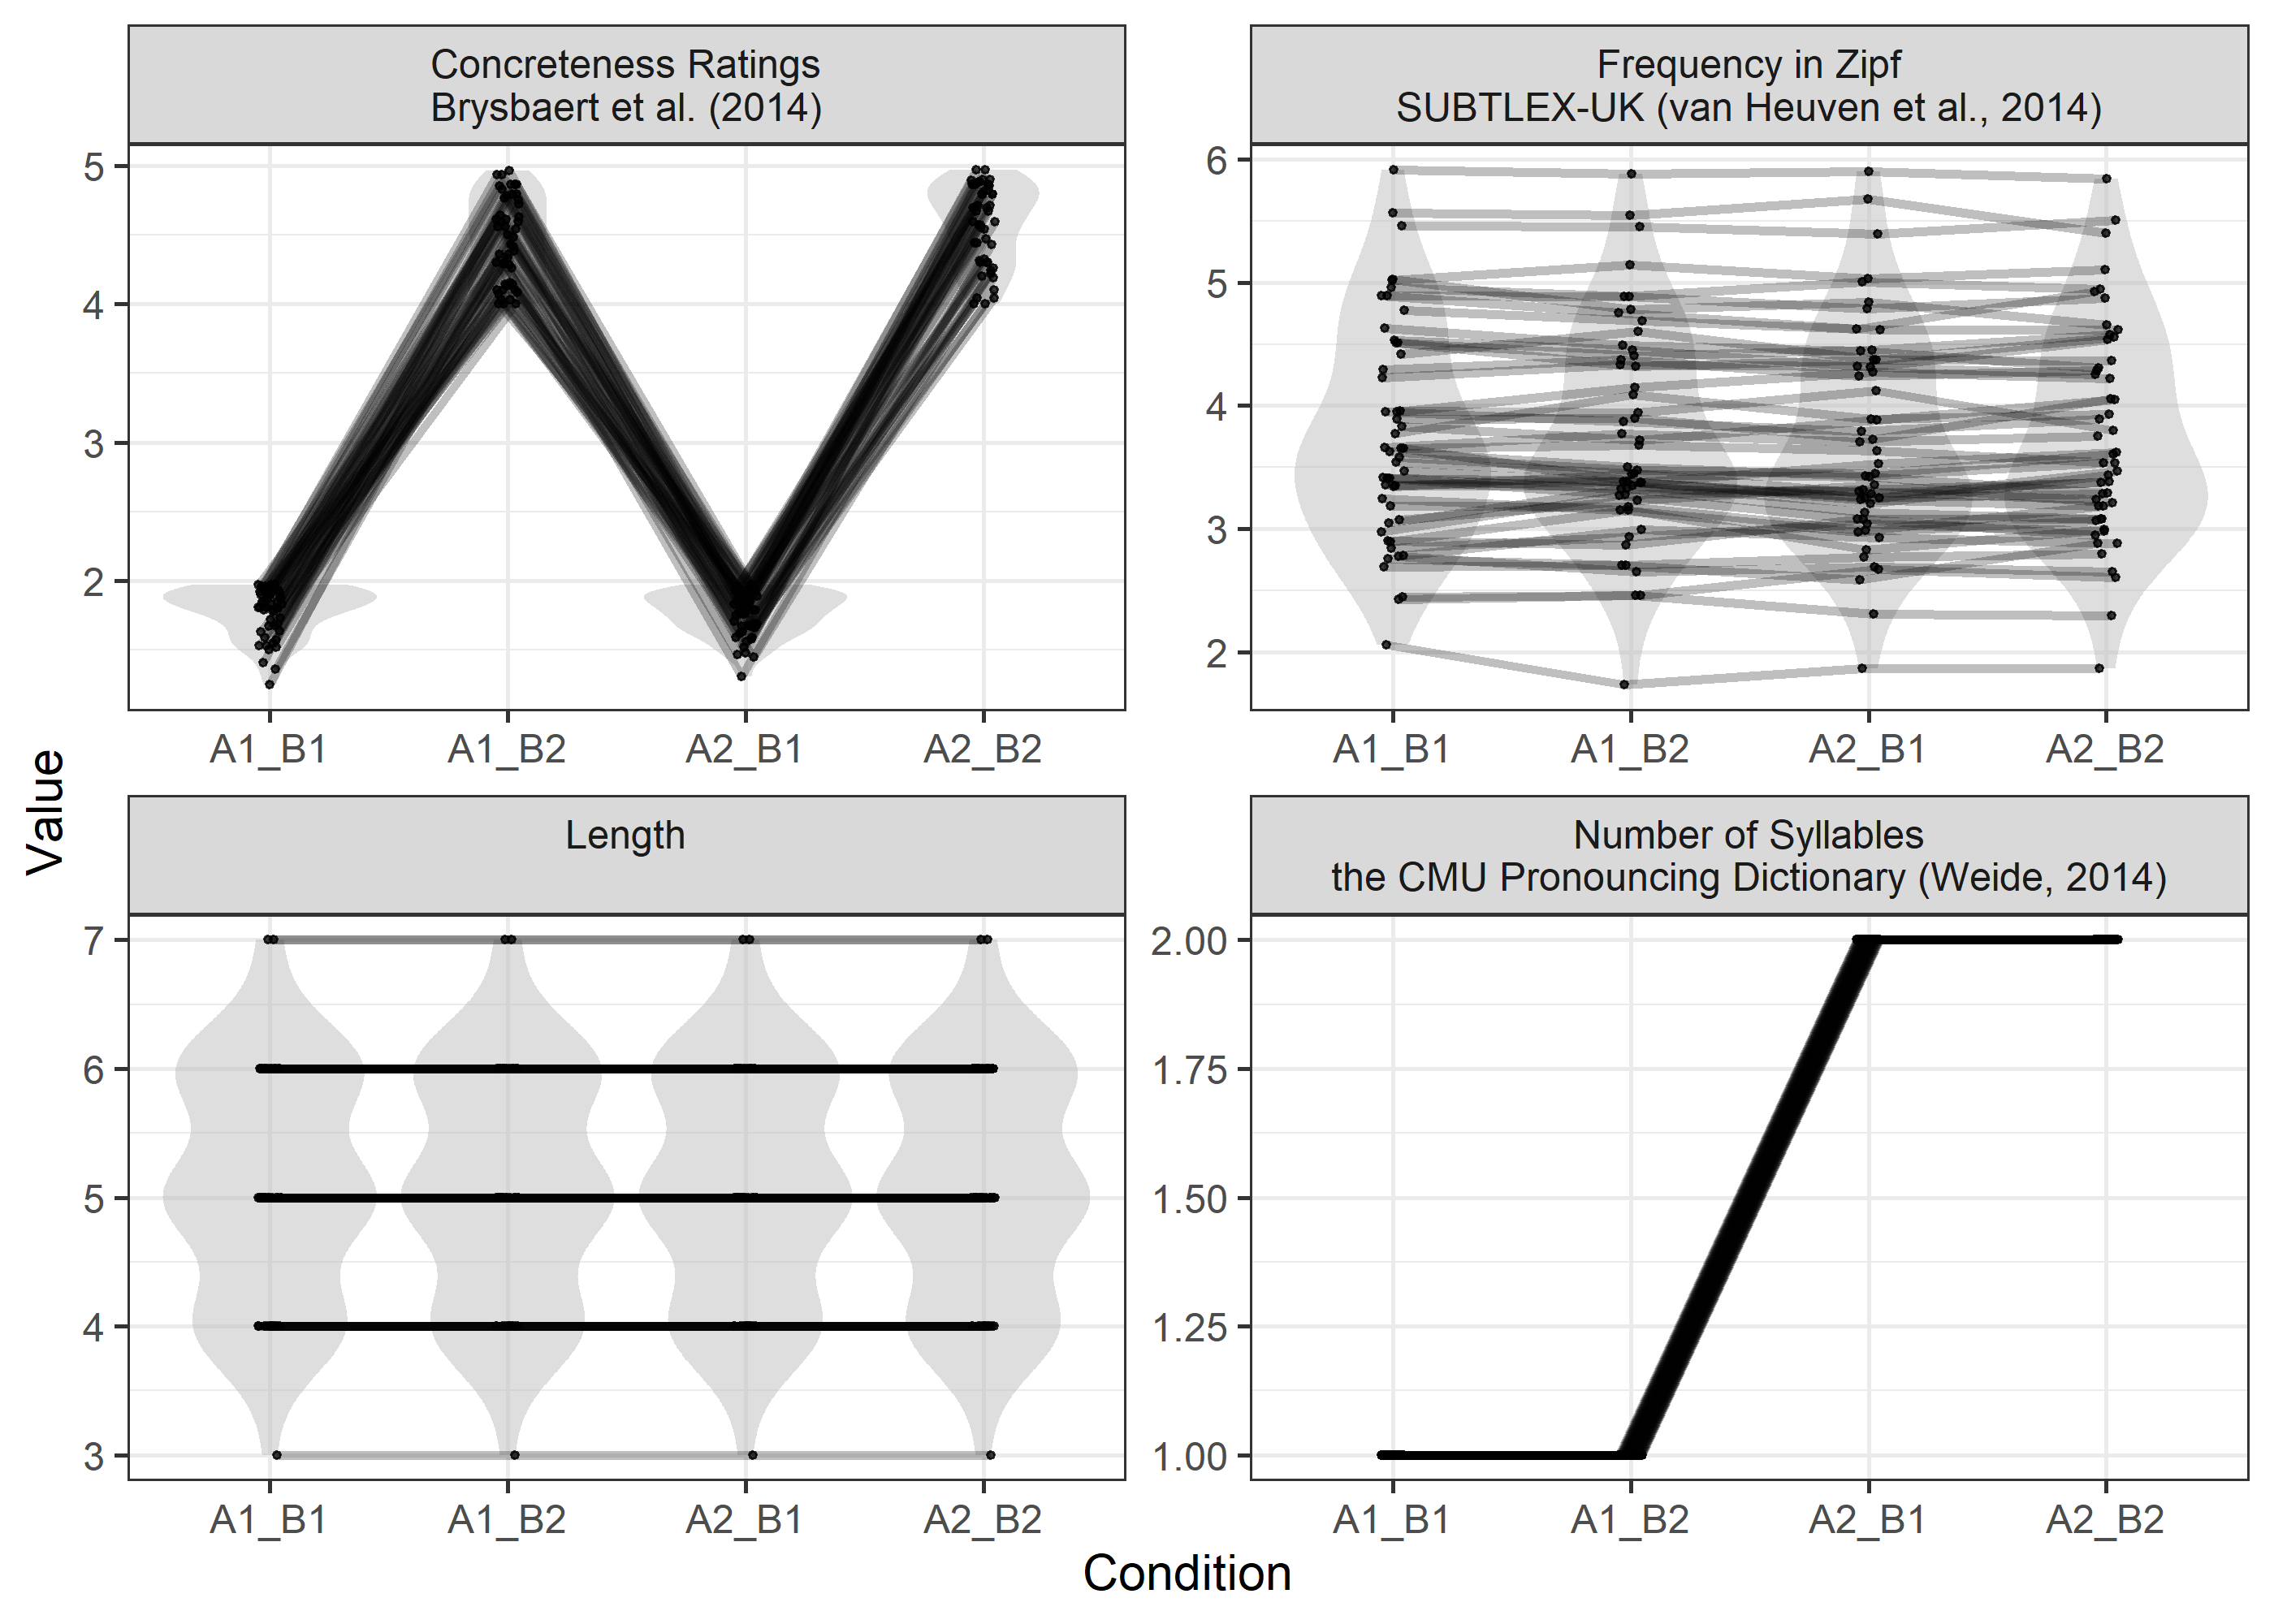 Concreteness Ratings
Brysbaert et al. (2014)
5
4
3
2
A1_B1 A1_B2 A2_B1 A2_B2
Frequency in Zipf
SUBTLEX-UK (van Heuven et al., 2014)
6
5
4
3
2
A1_B1 A1_B2 A2_B1 A2_B2
Value
Length
7
6
5
4
3
A1_B1 A1_B2 A2_B1 A2_B2
Number of Syllables
the CMU Pronouncing Dictionary (Weide, 2014)
2.00
1.75
1.50
1.25
1.00
A1_B1 A1_B2 A2_B1 A2_B2
Condition